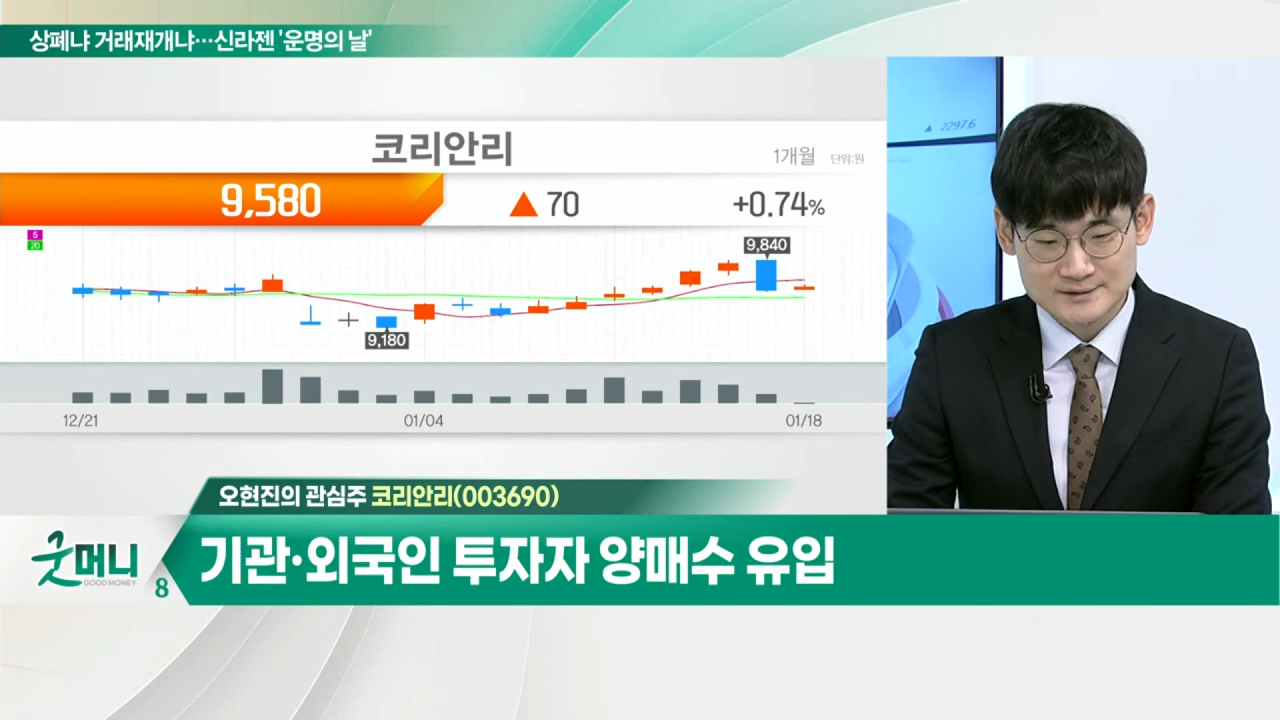 상폐냐 거래재개냐…신라젠 '운명의 날'
▲ 2297.6
코리안리
1개월 단위:원
9,580 ▲ 70 +0.74%
5
20
9,840
9,180
12/21 01/04 01/18
오현진의 관심주 코리안리(003690)
기관·외국인 투자자 양매수 유입
굿머니
GOOD MONEY
8